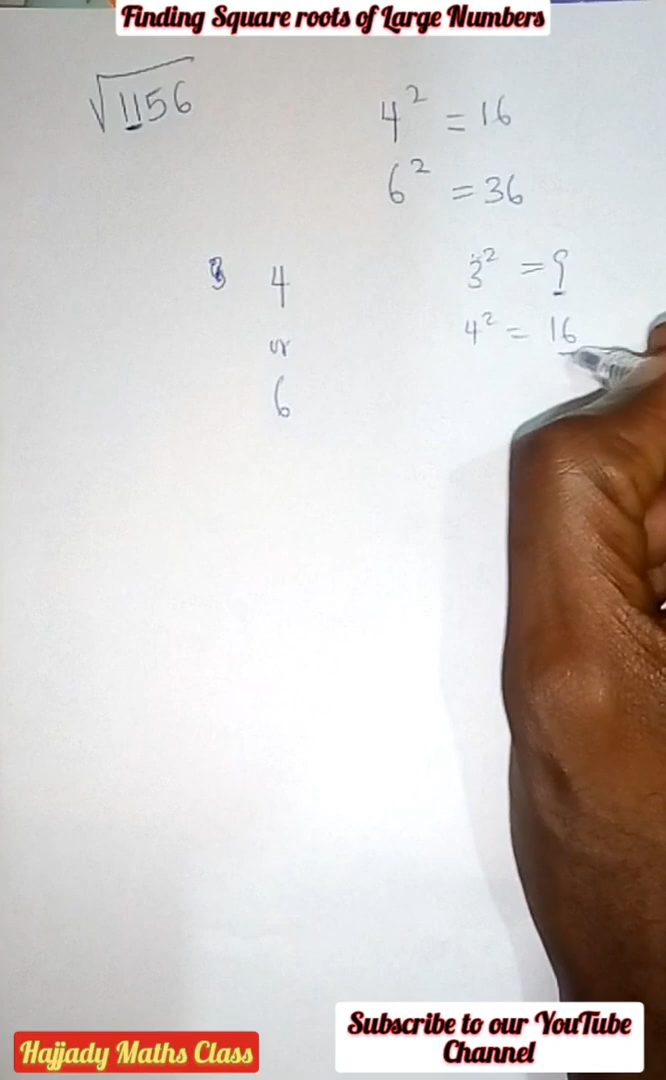 Finding Square roots of Large Numbers
√1156
4² = 16
6² = 36
3 4
or
6
3² = 9
4² = 16
Subscribe to our YouTube
Channel
Hajjady Maths Class